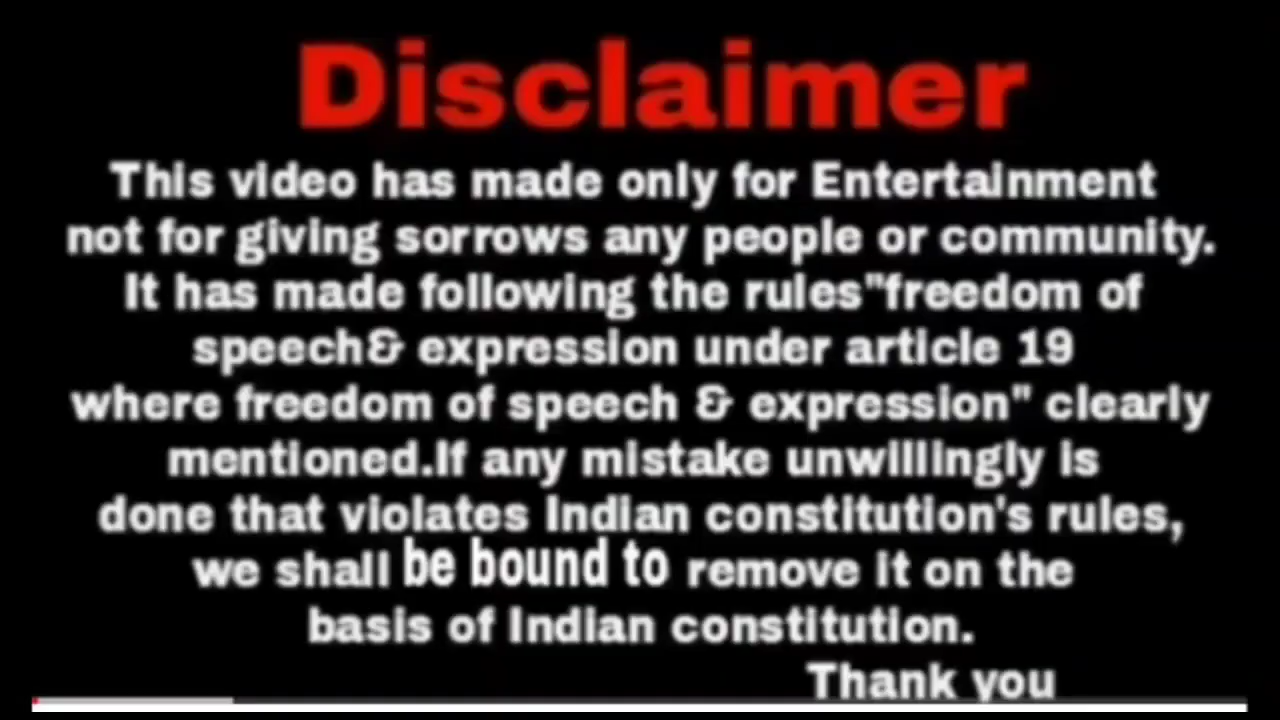 Disclaimer
This video has made only for Entertainment
not for giving sorrows any people or community.
It has made following the rules"freedom of
speech& expression under article 19
where freedom of speech & expression" clearly
mentioned.If any mistake unwillingly is
done that violates Indian constitution's rules,
we shall be bound to remove it on the
basis of Indian constitution.
Thank you